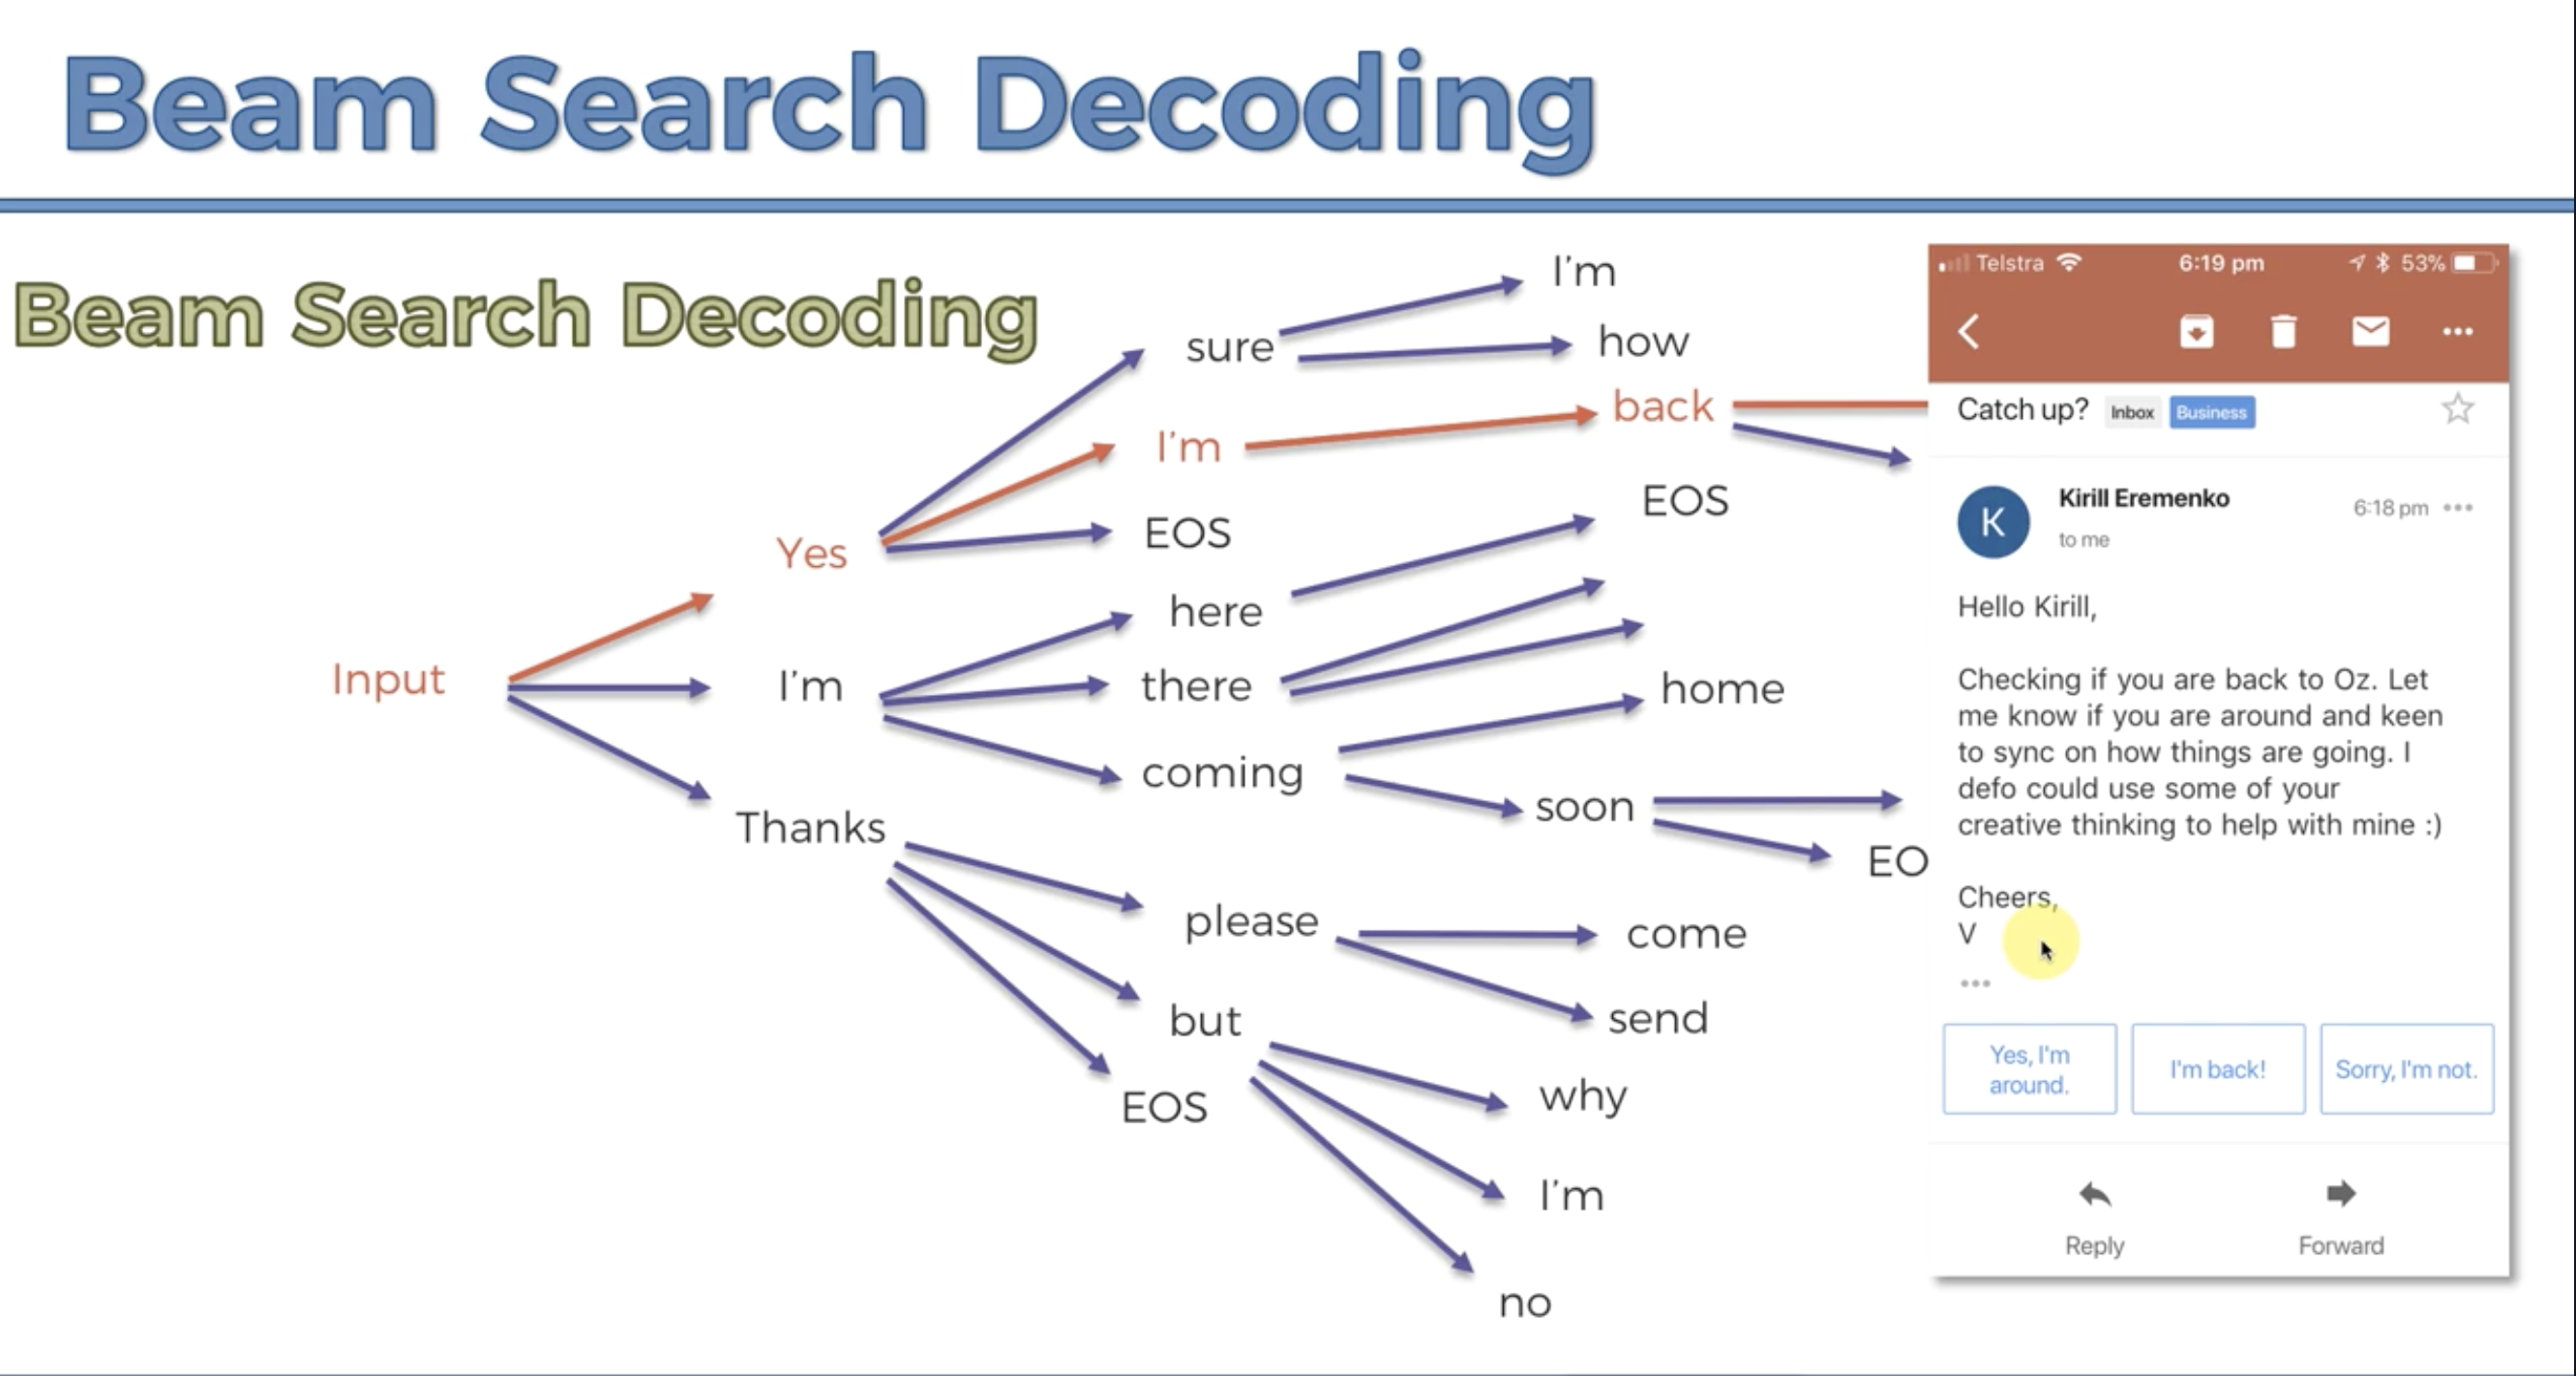 Beam Search Decoding
Beam Search Decoding
Input
Yes
I'm
Thanks
sure
I'm
EOS
here
there
coming
please
but
EOS
I'm
how
back
EOS
home
soon
EO
come
send
why
I'm
no
Telstra 6:19 pm 53%
Catch up? Inbox Business
K
Kirill Eremenko 6:18 pm
to me
Hello Kirill,
Checking if you are back to Oz. Let
me know if you are around and keen
to sync on how things are going. I
defo could use some of your
creative thinking to help with mine :)
Cheers,
V
Yes, I'm
around.
I'm back!
Sorry, I'm not.
Reply
Forward